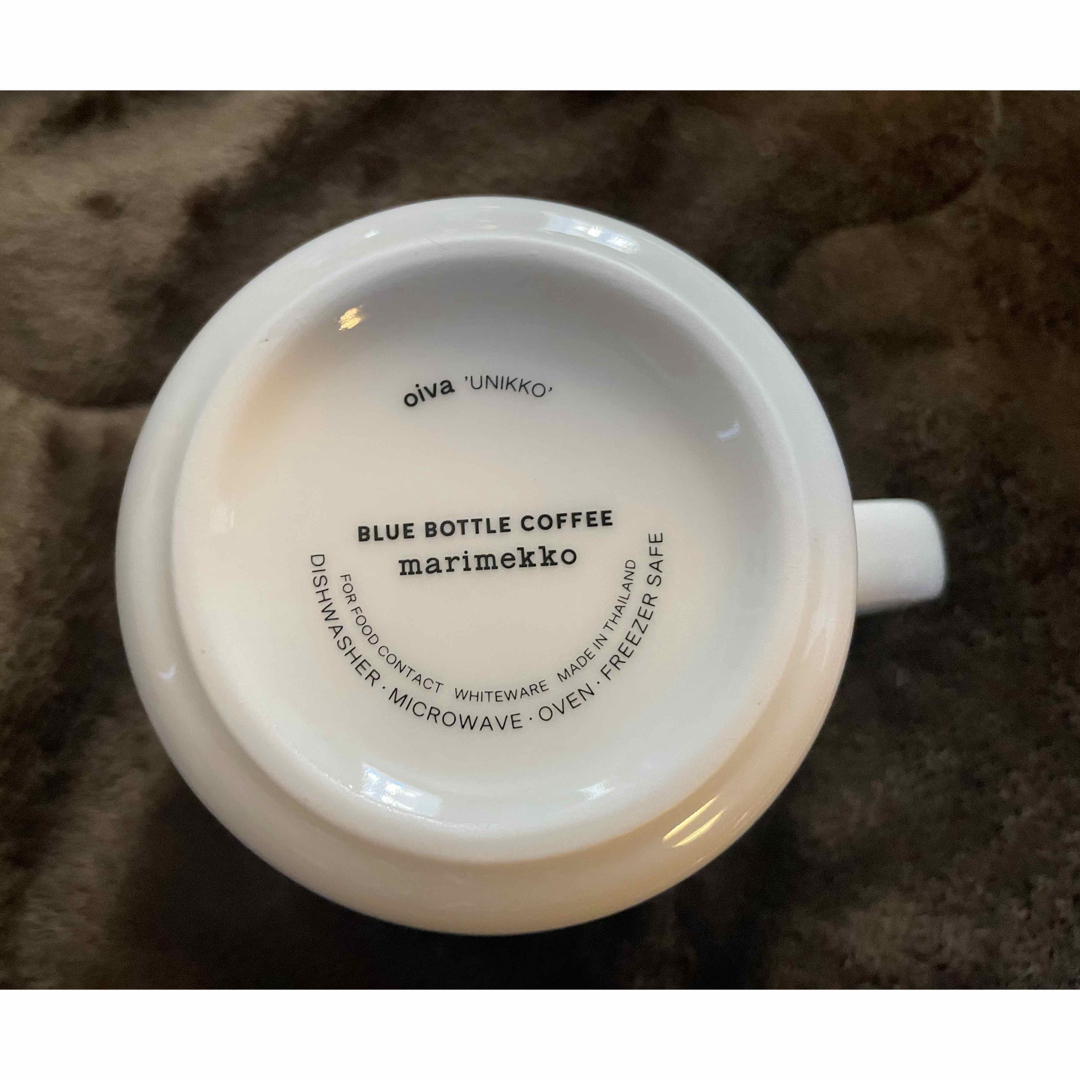 oiva 'UNIKKO'
BLUE BOTTLE COFFEE
marimekko
FOR FOOD CONTACT WHITEWARE MADE IN THAILAND
DISHWASHER · MICROWAVE · OVEN · FREEZER SAFE